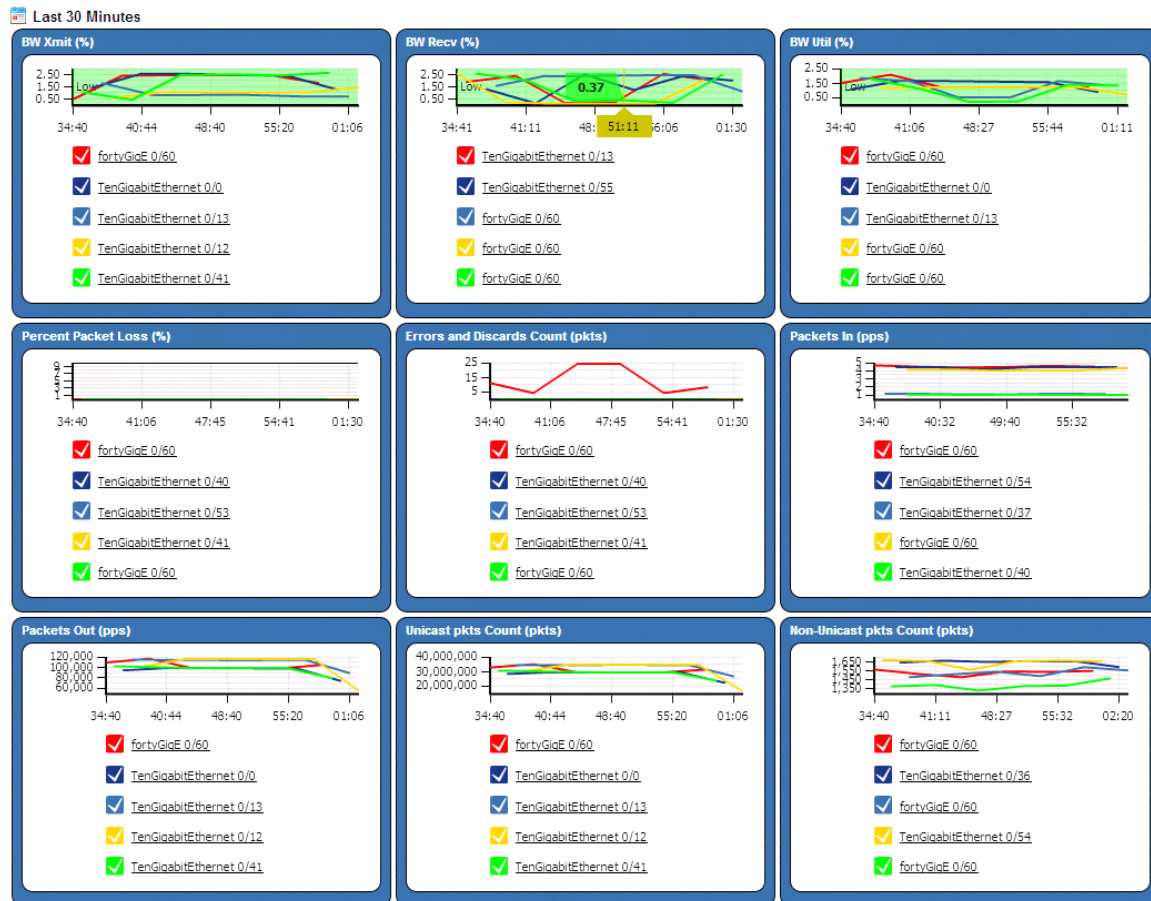 Last 30 Minutes
BW Xmit (%)
2.50
1.50
0.50
Low
34:40 40:44 48:40 55:20 01:06
fortyGigE 0/60
TenGigabitEthernet 0/0
TenGigabitEthernet 0/13
TenGigabitEthernet 0/12
TenGigabitEthernet 0/41
BW Recv (%)
2.50
1.50
0.50
Low
0.37
34:41 41:11 48: 51:11 56:06 01:30
TenGigabitEthernet 0/13
TenGigabitEthernet 0/55
fortyGigE 0/60
fortyGigE 0/60
fortyGigE 0/60
BW Util (%)
2.50
1.50
0.50
Low
34:40 41:06 48:27 55:44 01:11
fortyGigE 0/60
TenGigabitEthernet 0/0
TenGigabitEthernet 0/13
fortyGigE 0/60
fortyGigE 0/60
Percent Packet Loss (%)
9
1
34:40 41:06 47:45 54:41 01:30
fortyGigE 0/60
TenGigabitEthernet 0/40
TenGigabitEthernet 0/53
TenGigabitEthernet 0/41
fortyGigE 0/60
Errors and Discards Count (pkts)
25
15
5
34:40 41:06 47:45 54:41 01:30
fortyGigE 0/60
TenGigabitEthernet 0/40
TenGigabitEthernet 0/53
TenGigabitEthernet 0/41
fortyGigE 0/60
Packets In (pps)
5
4
3
2
1
34:40 40:32 49:40 55:32
fortyGigE 0/60
TenGigabitEthernet 0/54
TenGigabitEthernet 0/37
fortyGigE 0/60
TenGigabitEthernet 0/40
Packets Out (pps)
120,000
100,000
80,000
60,000
34:40 40:44 48:40 55:20 01:06
fortyGigE 0/60
TenGigabitEthernet 0/0
TenGigabitEthernet 0/13
TenGigabitEthernet 0/12
TenGigabitEthernet 0/41
Unicast pkts Count (pkts)
40,000,000
30,000,000
20,000,000
34:40 40:44 48:40 55:20 01:06
fortyGigE 0/60
TenGigabitEthernet 0/0
TenGigabitEthernet 0/13
TenGigabitEthernet 0/12
TenGigabitEthernet 0/41
Non-Unicast pkts Count (pkts)
1,650
1,550
1,450
1,350
34:40 41:11 48:27 55:32 02:20
fortyGigE 0/60
TenGigabitEthernet 0/36
fortyGigE 0/60
TenGigabitEthernet 0/54
fortyGigE 0/60